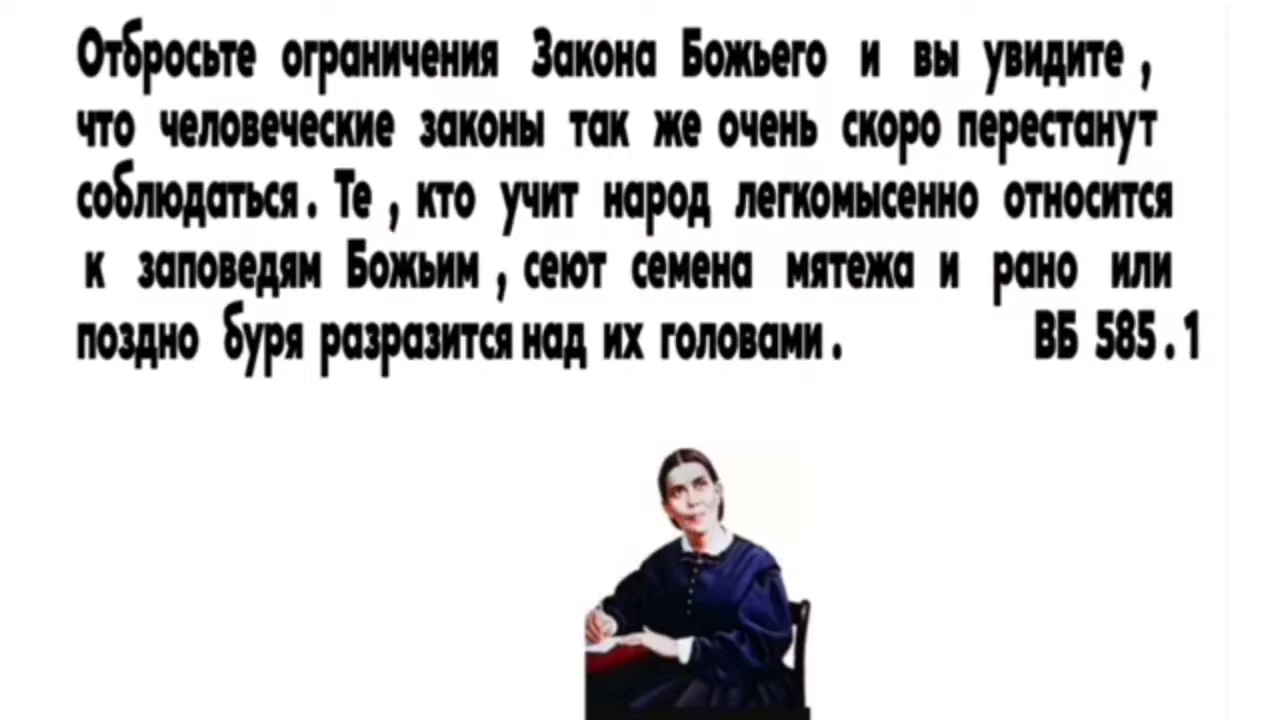 Отбросьте ограничения Закона Божьего и вы увидите ,
что человеческие законы так же очень скоро перестанут
соблюдаться . Те , кто учит народ легкомысенно относится
к заповедям Божьим , сеют семена мятежа и рано или
поздно буря разразится над их головами . ВБ 585 . 1